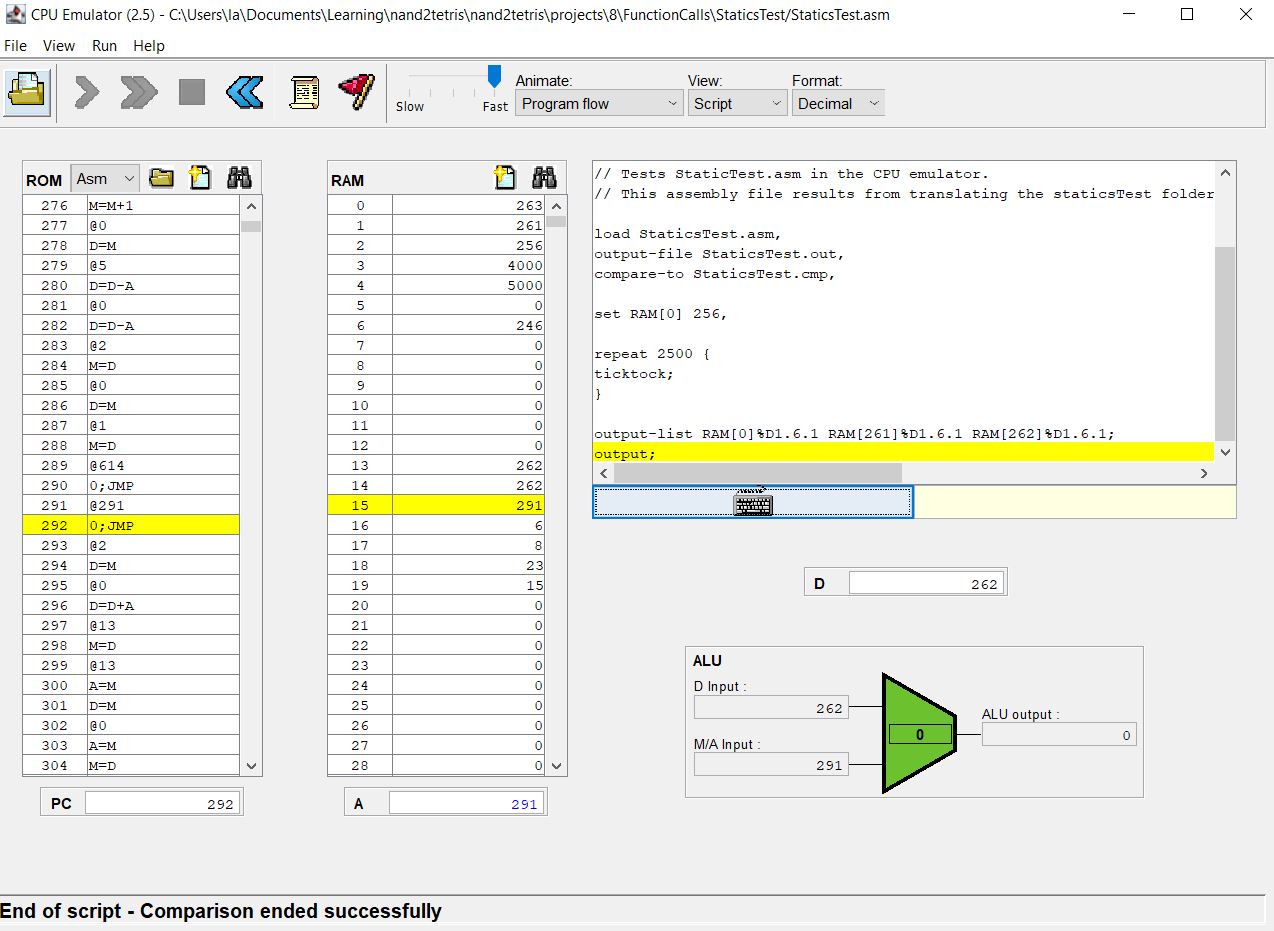 CPU Emulator (2.5) - C:\Users\la\Documents\Learning\nand2tetris\nand2tetris\projects\8\FunctionCalls\StaticsTest/StaticsTest.asm
File View Run Help
Slow Fast
Animate: View: Format:
Program flow Script Decimal
ROM Asm
276 M=M+1
277 @0
278 D=M
279 @5
280 D=D-A
281 @0
282 D=D-A
283 @2
284 M=D
285 @0
286 D=M
287 @1
288 M=D
289 @614
290 0;JMP
291 @291
292 0;JMP
293 @2
294 D=M
295 @0
296 D=D+A
297 @13
298 M=D
299 @13
300 A=M
301 D=M
302 @0
303 A=M
304 M=D
PC 292
RAM
0 263
1 261
2 256
3 4000
4 5000
5 0
6 246
7 0
8 0
9 0
10 0
11 0
12 0
13 262
14 262
15 291
16 6
17 8
18 23
19 15
20 0
21 0
22 0
23 0
24 0
25 0
26 0
27 0
28 0
A 291
// Tests StaticTest.asm in the CPU emulator.
// This assembly file results from translating the staticsTest folder
load StaticsTest.asm,
output-file StaticsTest.out,
compare-to StaticsTest.cmp,
set RAM[0] 256,
repeat 2500 {
ticktock;
}
output-list RAM[0]%D1.6.1 RAM[261]%D1.6.1 RAM[262]%D1.6.1;
output;
D 262
ALU
D Input :
262
M/A Input :
291
0
ALU output :
0
End of script - Comparison ended successfully